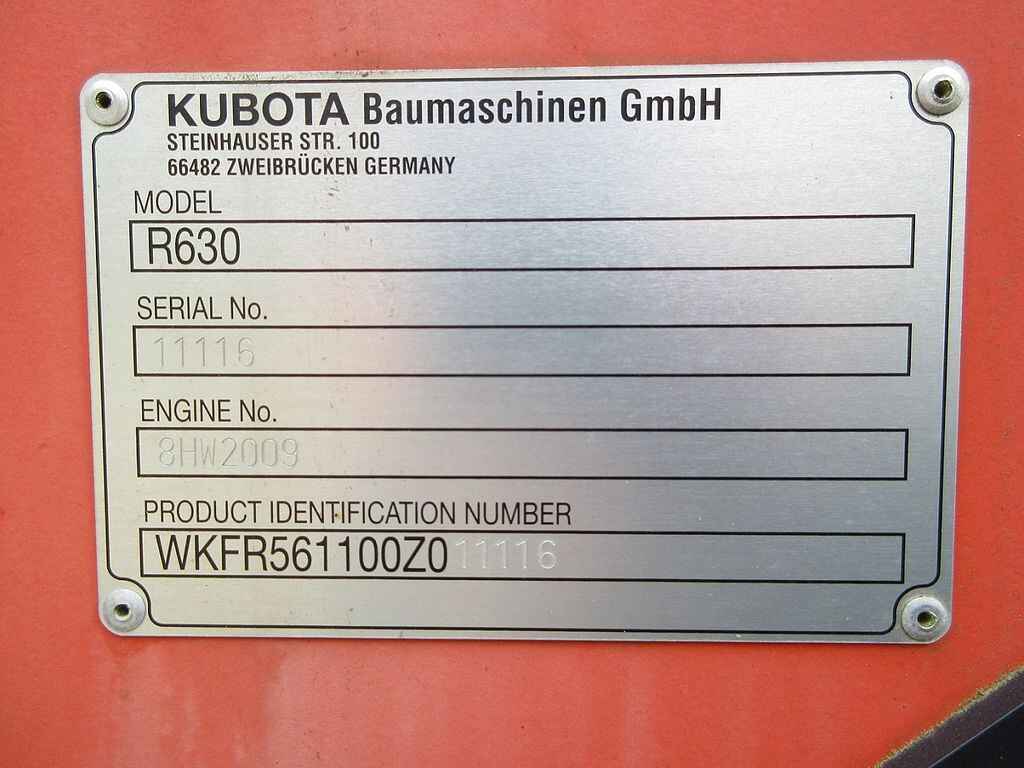 KUBOTA Baumaschinen GmbH
STEINHAUSER STR. 100
66482 ZWEIBRÜCKEN GERMANY
MODEL
R630
SERIAL No.
11116
ENGINE No.
8HW2009
PRODUCT IDENTIFICATION NUMBER
WKFR561100Z011116